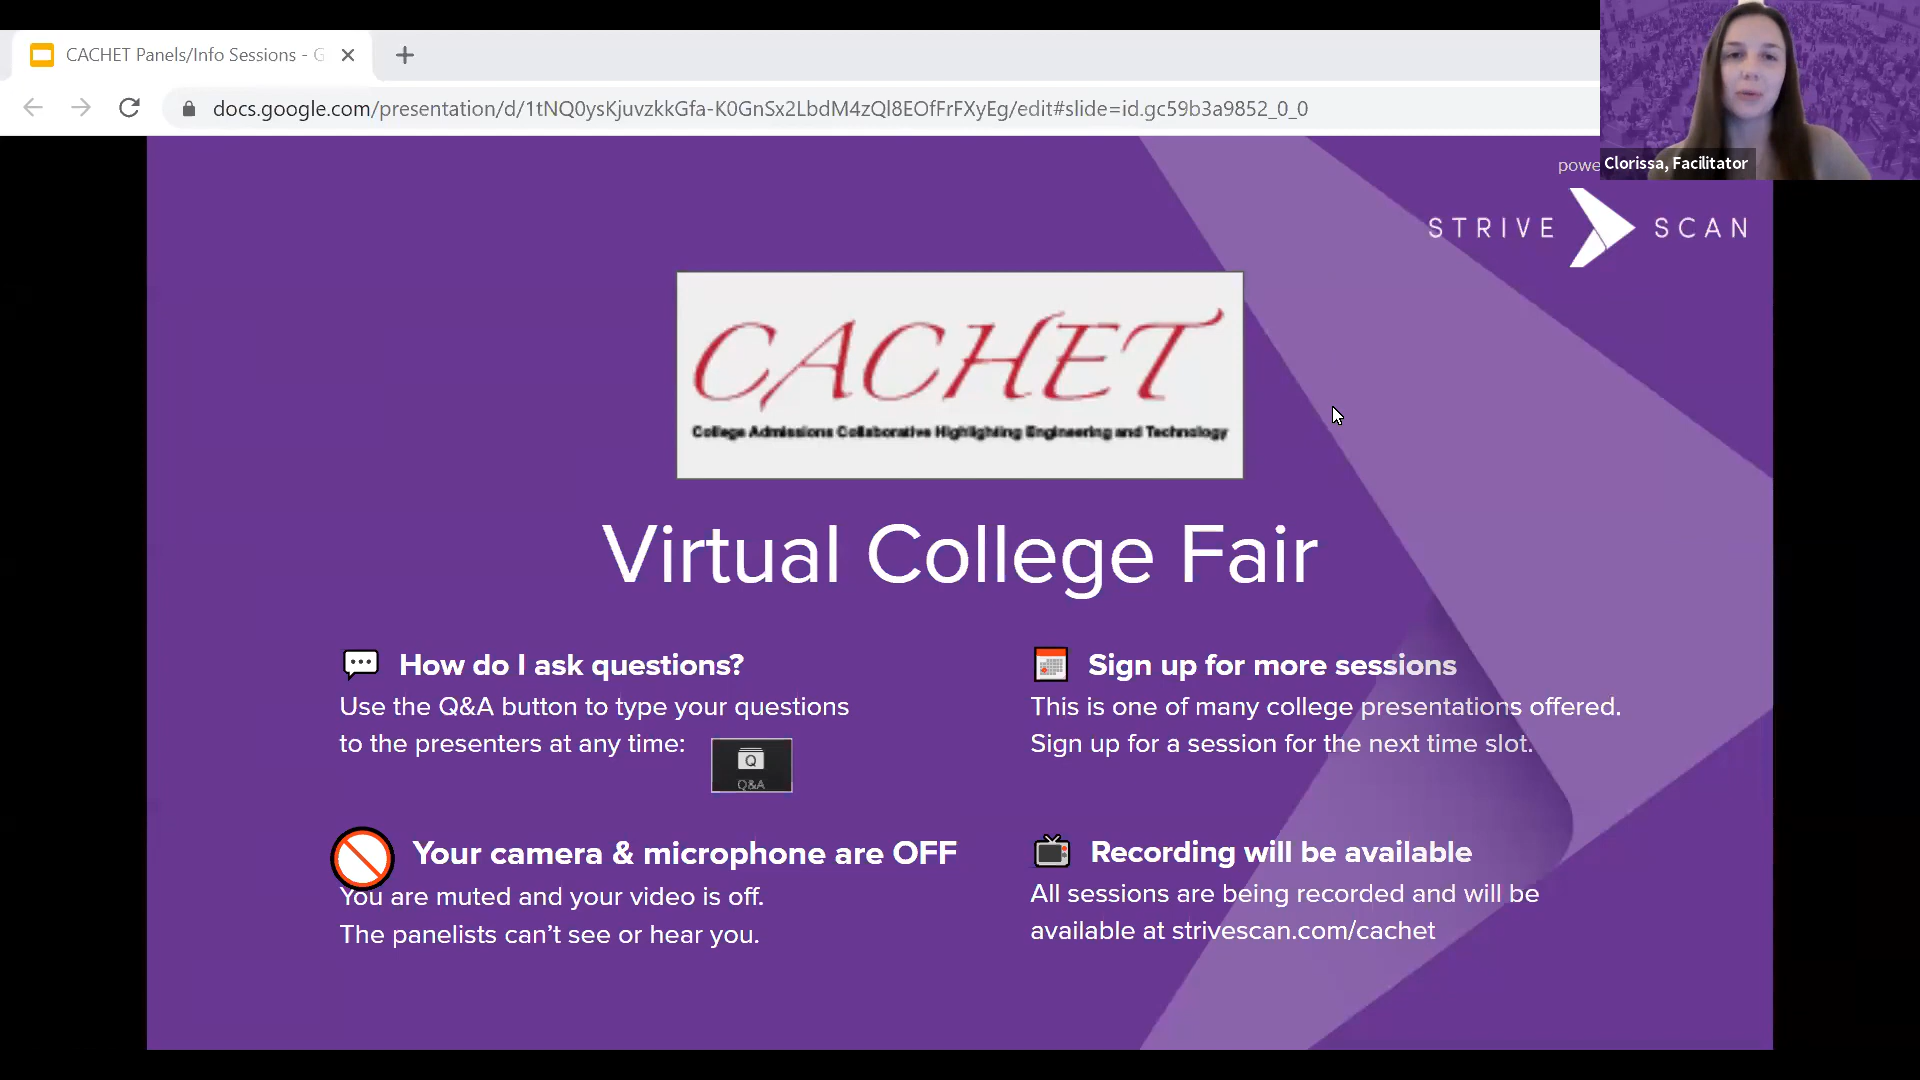 CACHET Panels/Info Sessions - G
docs.google.com/presentation/d/1tNQ0ysKjuvzkkGfa-K0GnSx2LbdM4zQl8EOfFrFXyEg/edit#slide=id.gc59b3a9852_0_0
Clorissa, Facilitator
powe
STRIVE SCAN
CACHET
College Admissions Collaborative Highlighting Engineering and Technology
Virtual College Fair
How do I ask questions?
Use the Q&A button to type your questions
to the presenters at any time:
Q
Q&A
Sign up for more sessions
This is one of many college presentations offered.
Sign up for a session for the next time slot.
Your camera & microphone are OFF
You are muted and your video is off.
The panelists can’t see or hear you.
Recording will be available
All sessions are being recorded and will be
available at strivescan.com/cachet